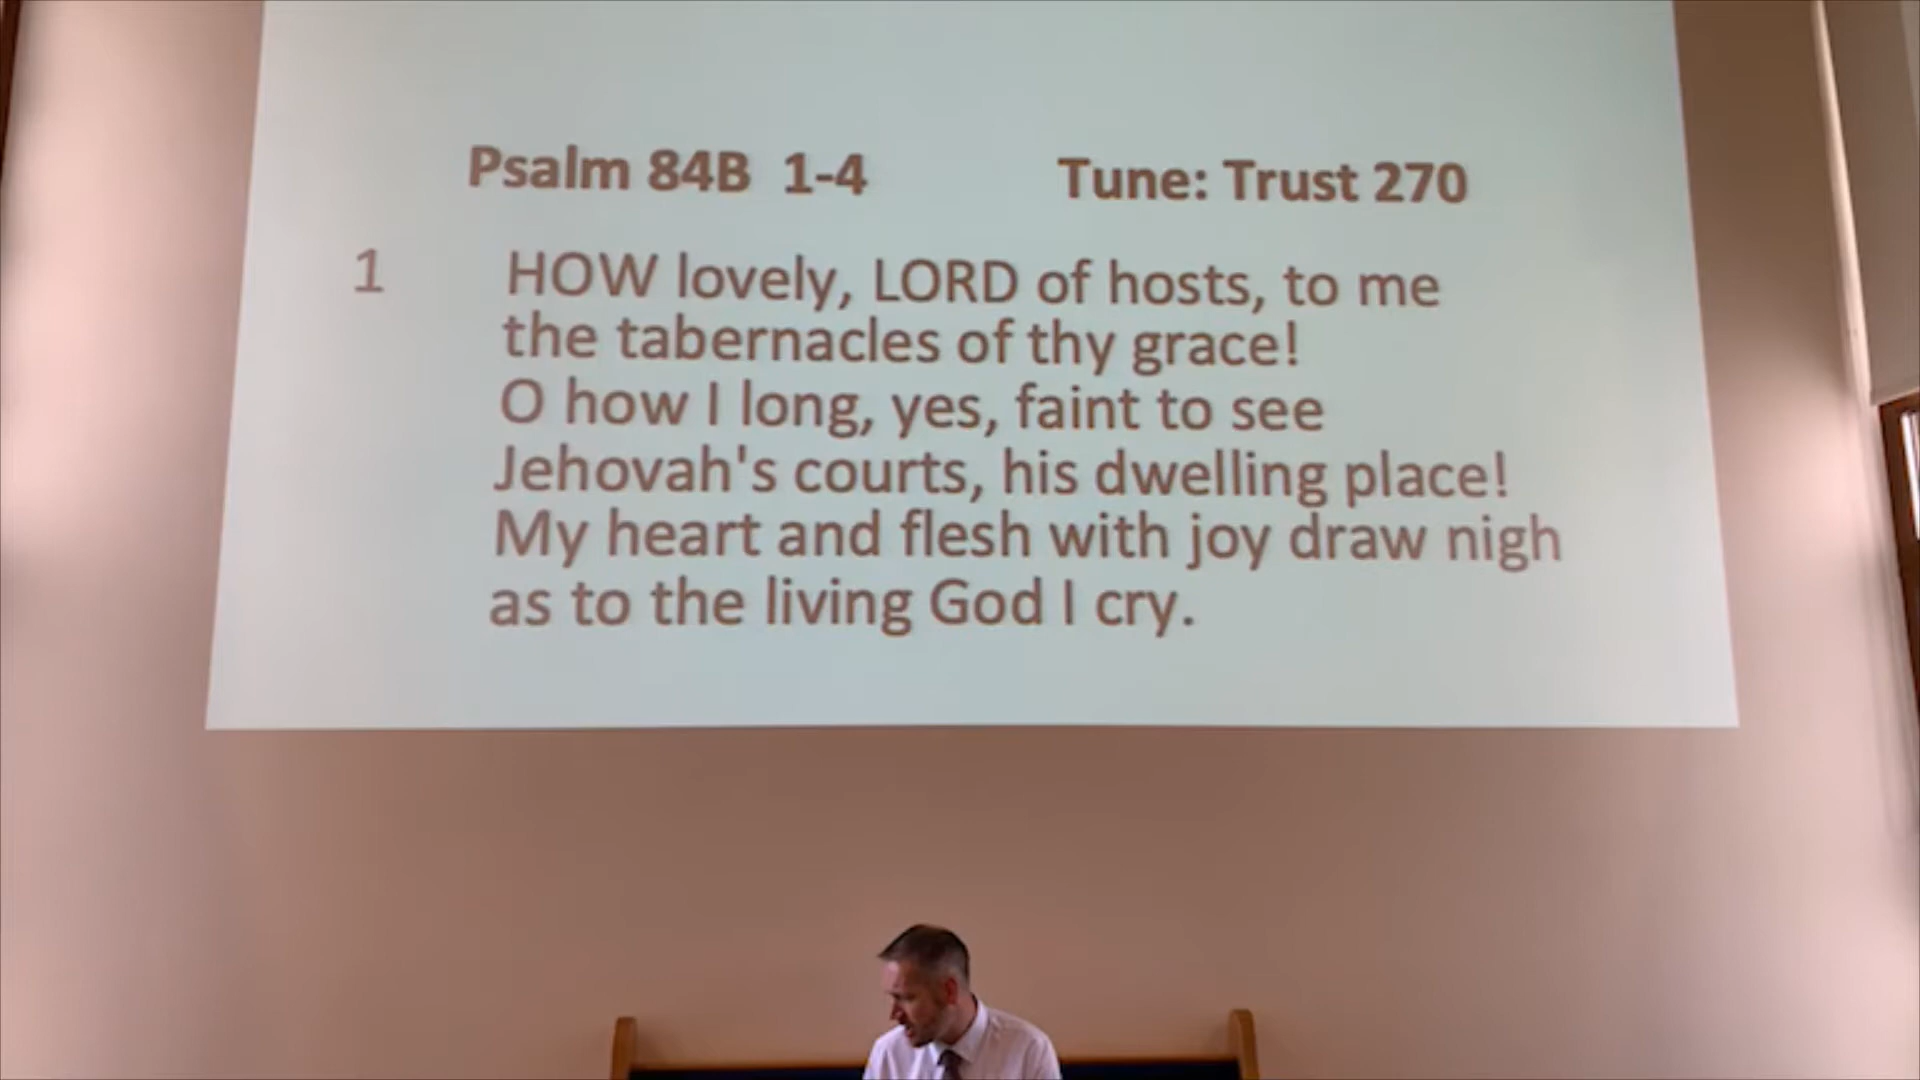 Psalm 84B 1-4 Tune: Trust 270
1 HOW lovely, LORD of hosts, to me
the tabernacles of thy grace!
O how I long, yes, faint to see
Jehovah's courts, his dwelling place!
My heart and flesh with joy draw nigh
as to the living God I cry.